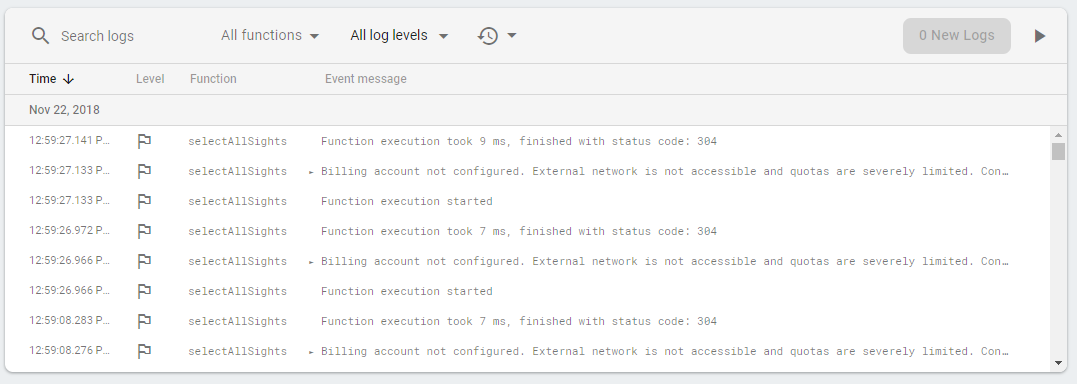 Search logs All functions All log levels 0 New Logs
Time Level Function Event message
Nov 22, 2018
12:59:27.141 P... selectAllSights Function execution took 9 ms, finished with status code: 304
12:59:27.133 P... selectAllSights ► Billing account not configured. External network is not accessible and quotas are severely limited. Con…
12:59:27.133 P... selectAllSights Function execution started
12:59:26.972 P... selectAllSights Function execution took 7 ms, finished with status code: 304
12:59:26.966 P... selectAllSights ► Billing account not configured. External network is not accessible and quotas are severely limited. Con…
12:59:26.966 P... selectAllSights Function execution started
12:59:08.283 P... selectAllSights Function execution took 7 ms, finished with status code: 304
12:59:08.276 P... selectAllSights ► Billing account not configured. External network is not accessible and quotas are severely limited. Con…